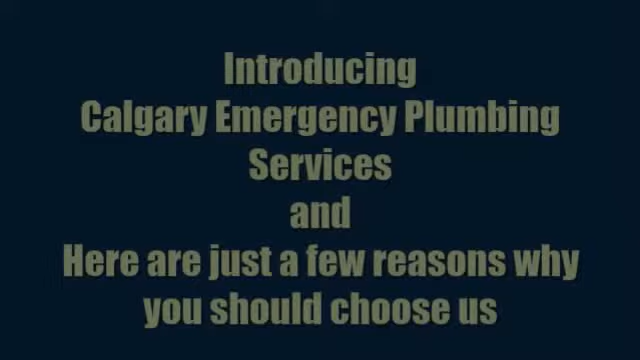 Introducing
Calgary Emergency Plumbing
Services
and
Here are just a few reasons why
you should choose us